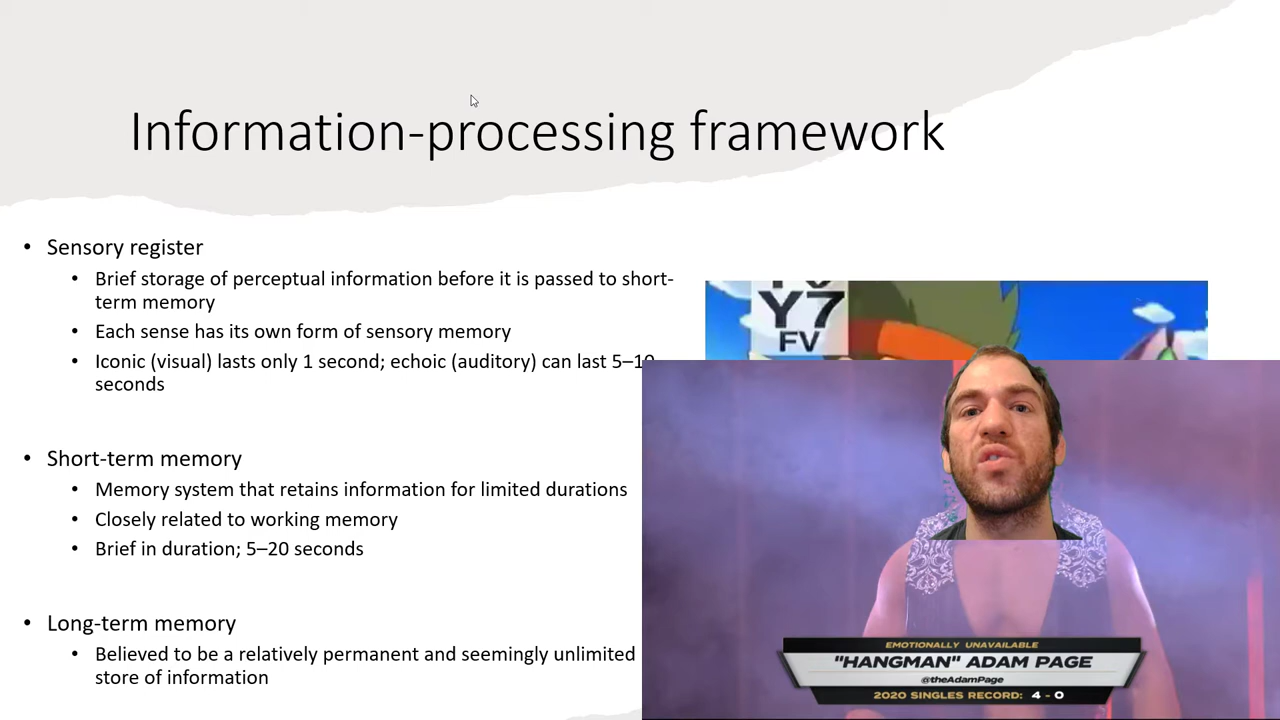 Information-processing framework
• Sensory register
• Brief storage of perceptual information before it is passed to short-
term memory
• Each sense has its own form of sensory memory
• Iconic (visual) lasts only 1 second; echoic (auditory) can last 5–10
seconds
• Short-term memory
• Memory system that retains information for limited durations
• Closely related to working memory
• Brief in duration; 5–20 seconds
• Long-term memory
• Believed to be a relatively permanent and seemingly unlimited
store of information
Y7
FV
EMOTIONALLY UNAVAILABLE
"HANGMAN" ADAM PAGE
@theAdamPage
2020 SINGLES RECORD: 4 - 0